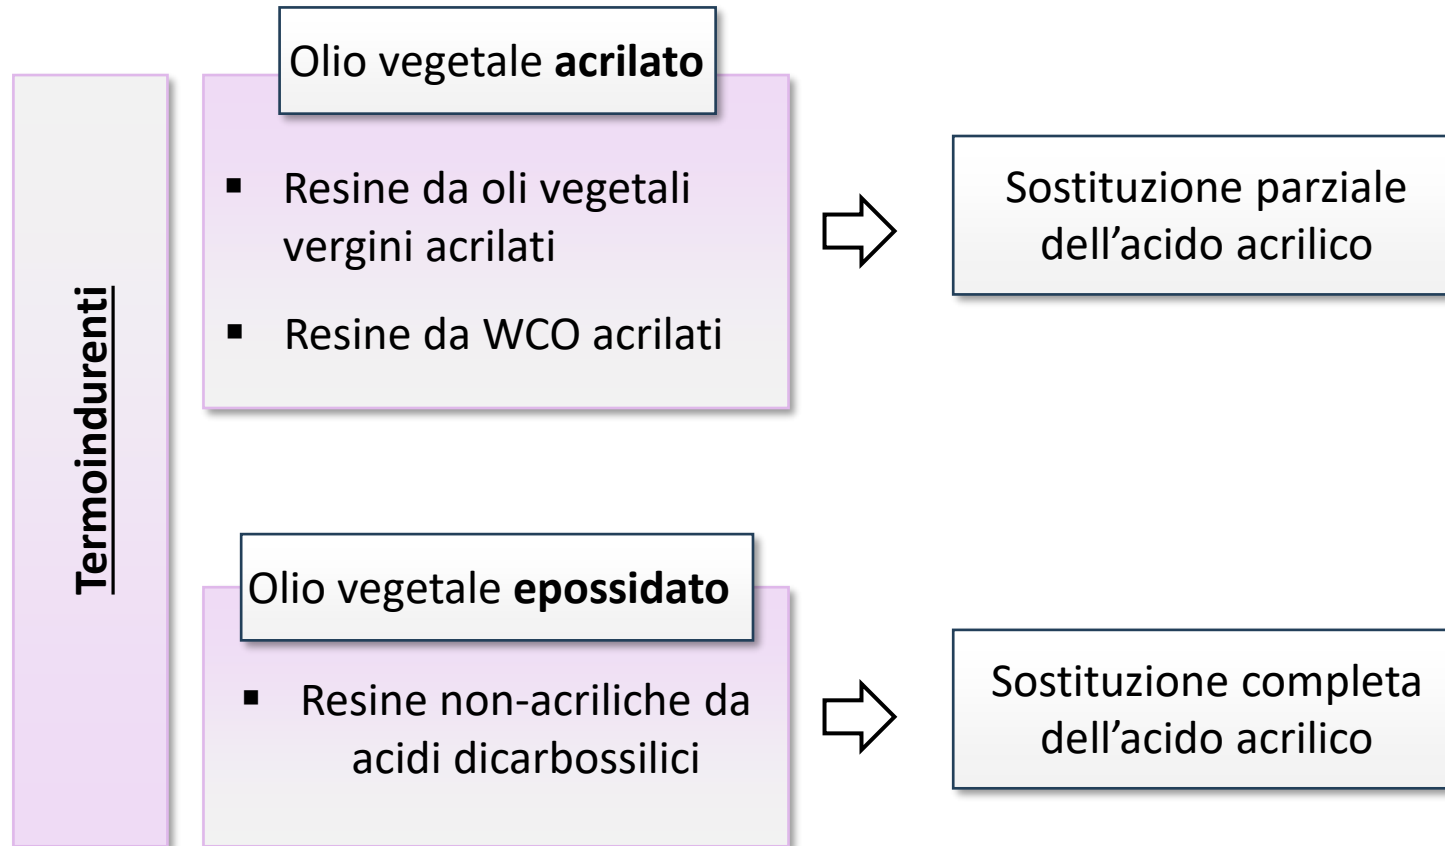 Termoindurenti
Olio vegetale acrilato
▪ Resine da oli vegetali
vergini acrilati
▪ Resine da WCO acrilati
Sostituzione parziale
dell’acido acrilico
Olio vegetale epossidato
▪ Resine non-acriliche da
acidi dicarbossilici
Sostituzione completa
dell’acido acrilico